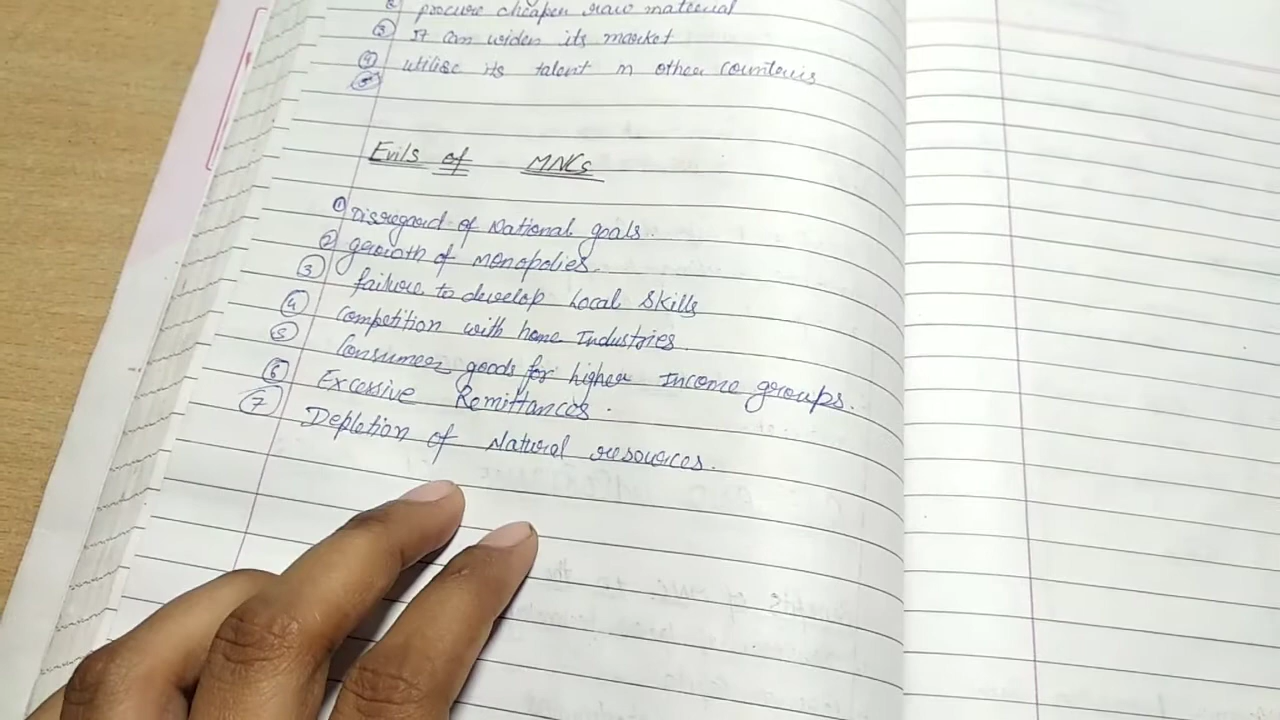 ② procure cheaper raw material
③ It can widen its market
④ utilise its talent in other countries
⑤
Evils of MNCs
① Disregard of National goals.
② growth of monopolies.
③ failure to develop Local Skills
④ Competition with home Industries.
⑤ Consumer goods for higher Income groups.
⑥ Excessive Remittances.
⑦ Depletion of Natural resources.